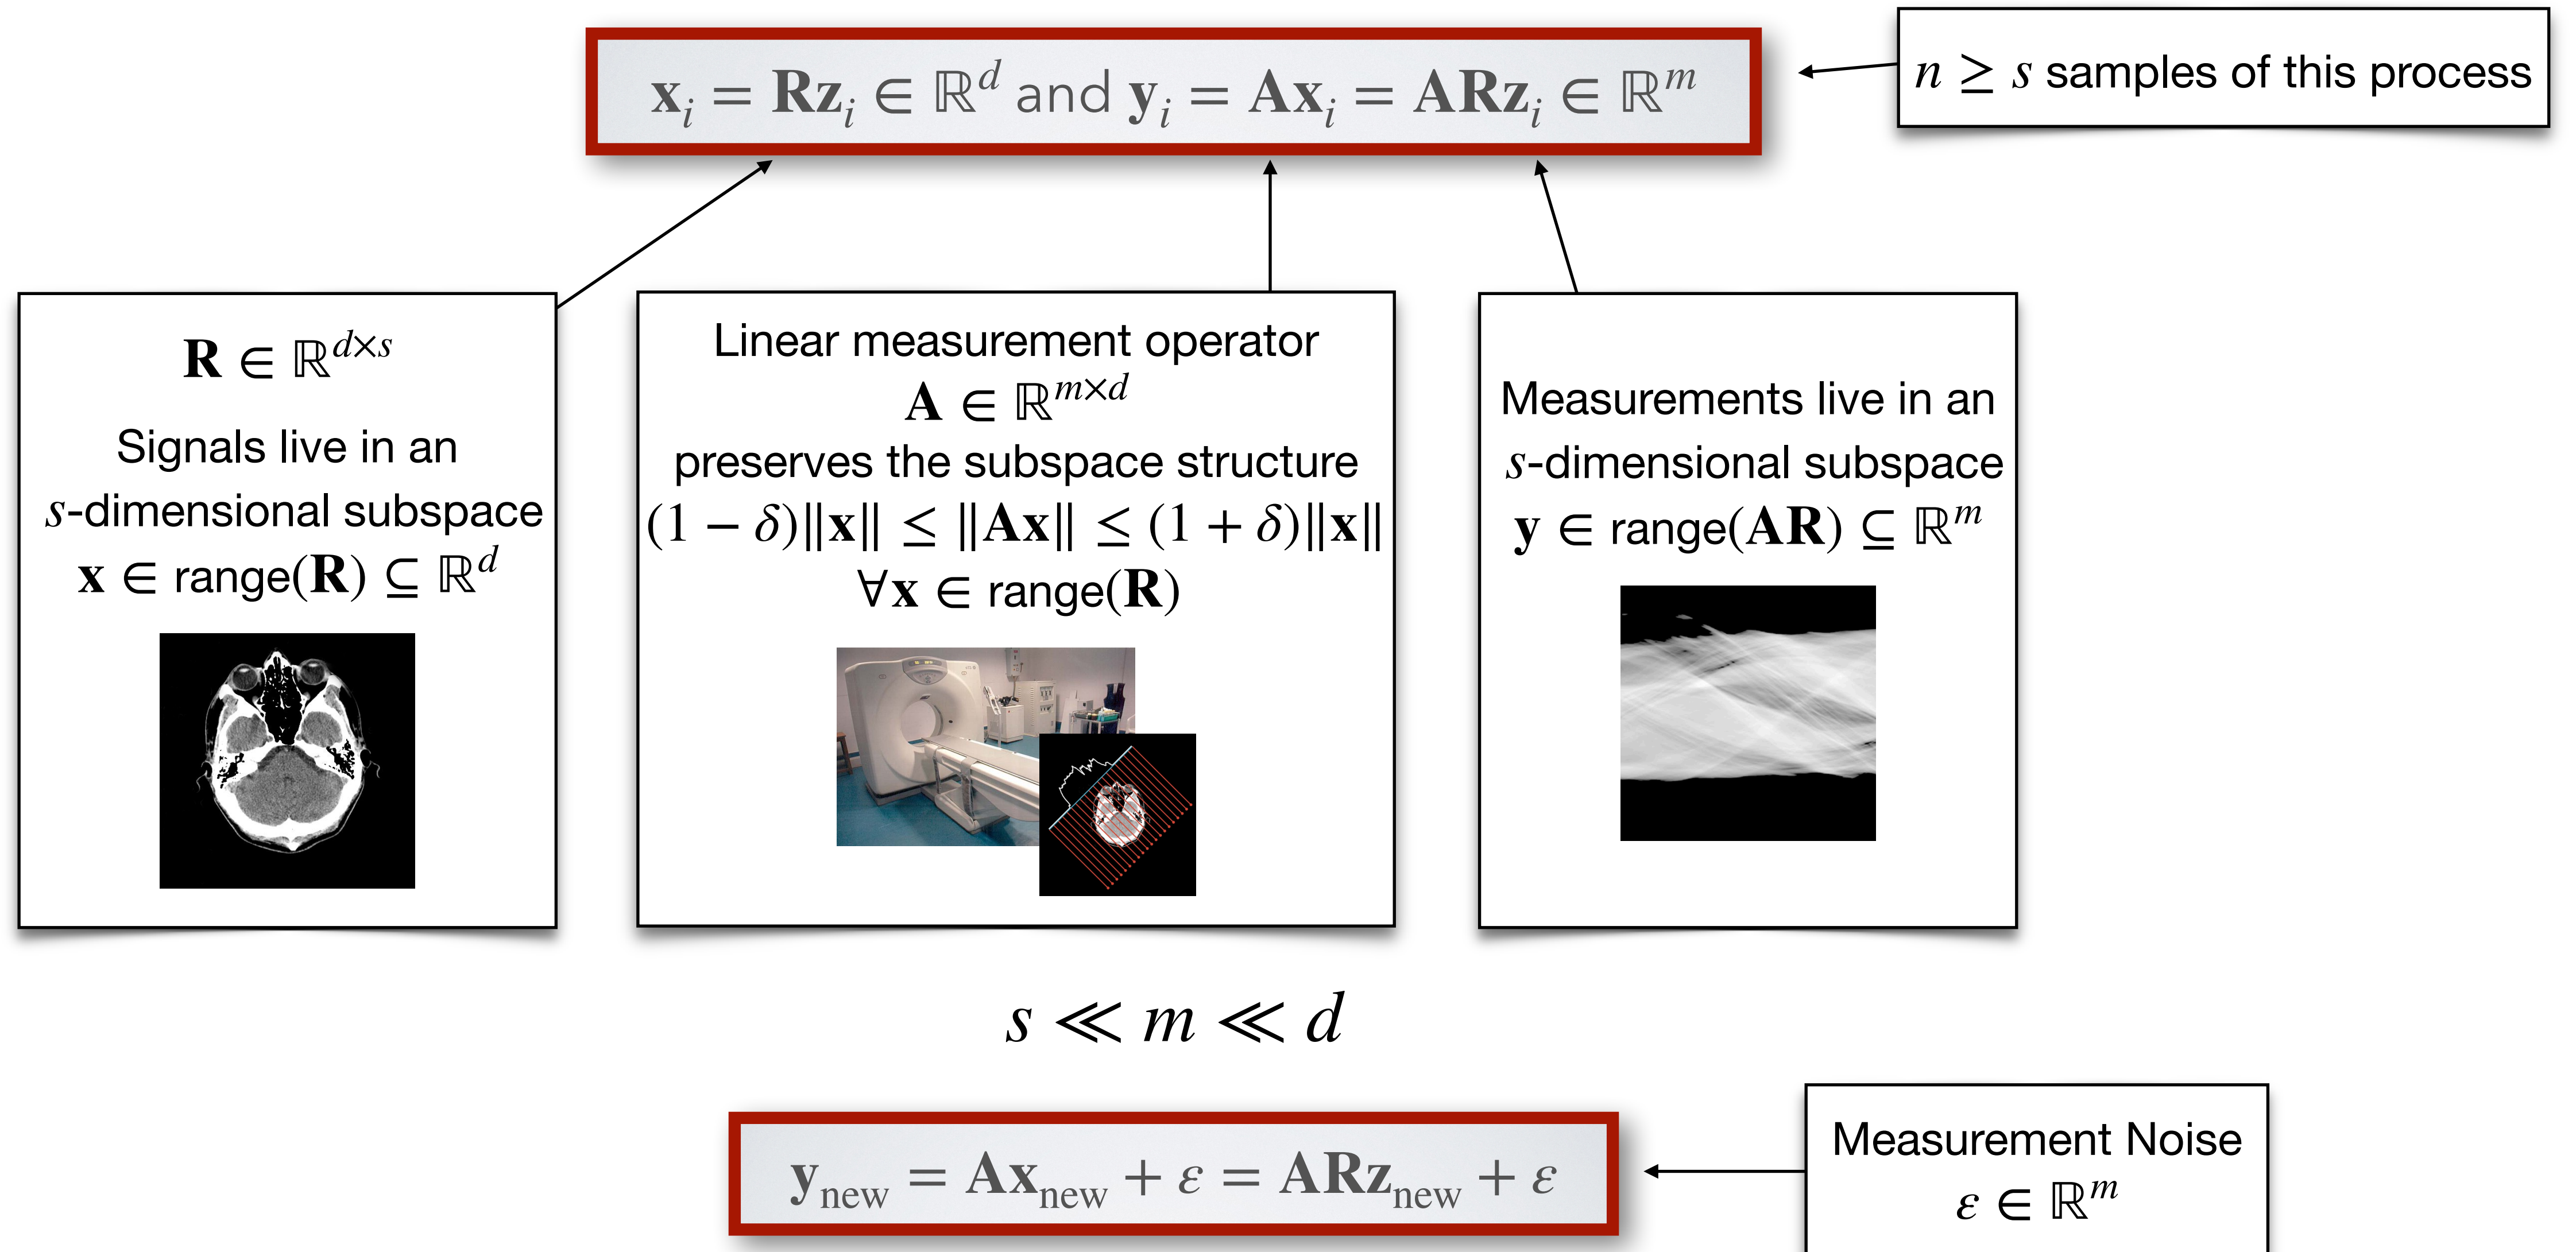 𝐱ᵢ = 𝐑𝐳ᵢ ∈ ℝᵈ and 𝐲ᵢ = 𝐀𝐱ᵢ = 𝐀𝐑𝐳ᵢ ∈ ℝᵐ
n ≥ s samples of this process
𝐑 ∈ ℝᵈˣˢ
Signals live in an
s-dimensional subspace
𝐱 ∈ range(𝐑) ⊆ ℝᵈ
Linear measurement operator
𝐀 ∈ ℝᵐˣᵈ
preserves the subspace structure
(1 − δ)‖𝐱‖ ≤ ‖𝐀𝐱‖ ≤ (1 + δ)‖𝐱‖
∀𝐱 ∈ range(𝐑)
Measurements live in an
s-dimensional subspace
𝐲 ∈ range(𝐀𝐑) ⊆ ℝᵐ
s ≪ m ≪ d
𝐲_new = 𝐀𝐱_new + ε = 𝐀𝐑𝐳_new + ε
Measurement Noise
ε ∈ ℝᵐ